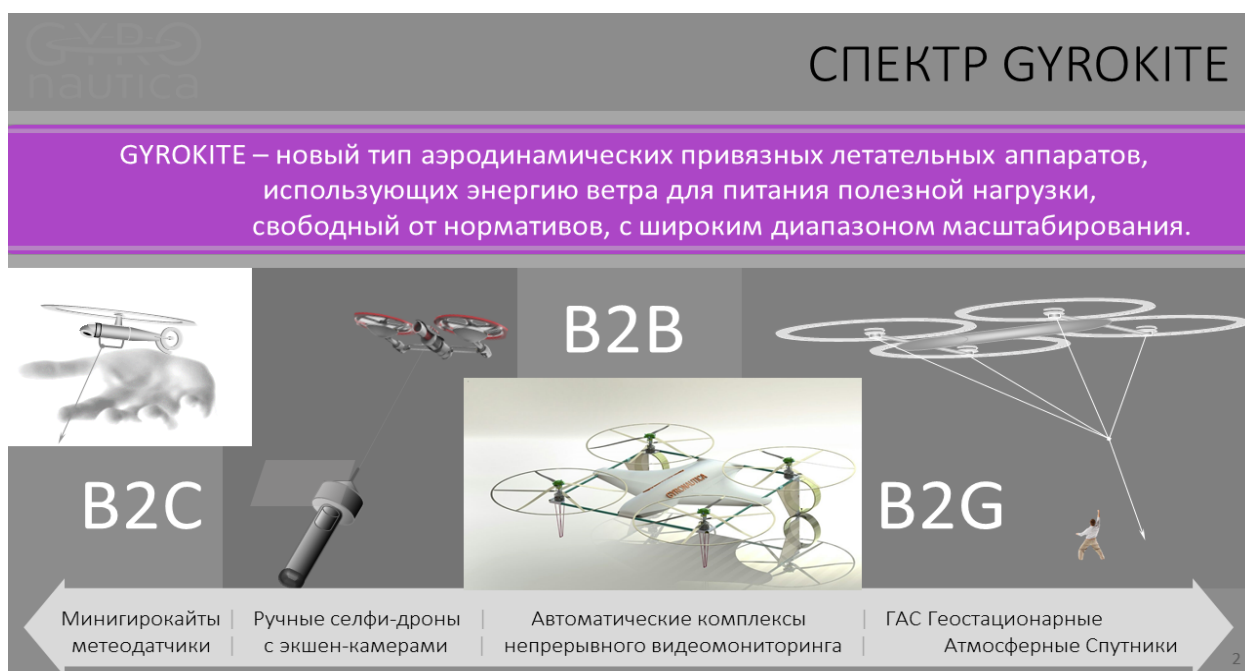 GYRO
nautica
СПЕКТР GYROKITE
GYROKITE – новый тип аэродинамических привязных летательных аппаратов,
использующих энергию ветра для питания полезной нагрузки,
свободный от нормативов, с широким диапазоном масштабирования.
B2B
B2C
GYRONAUTICA
B2G
Минигирокайты | Ручные селфи-дроны | Автоматические комплексы | ГАС Геостационарные
метеодатчики | с экшен-камерами | непрерывного видеомониторинга | Атмосферные Спутники
2